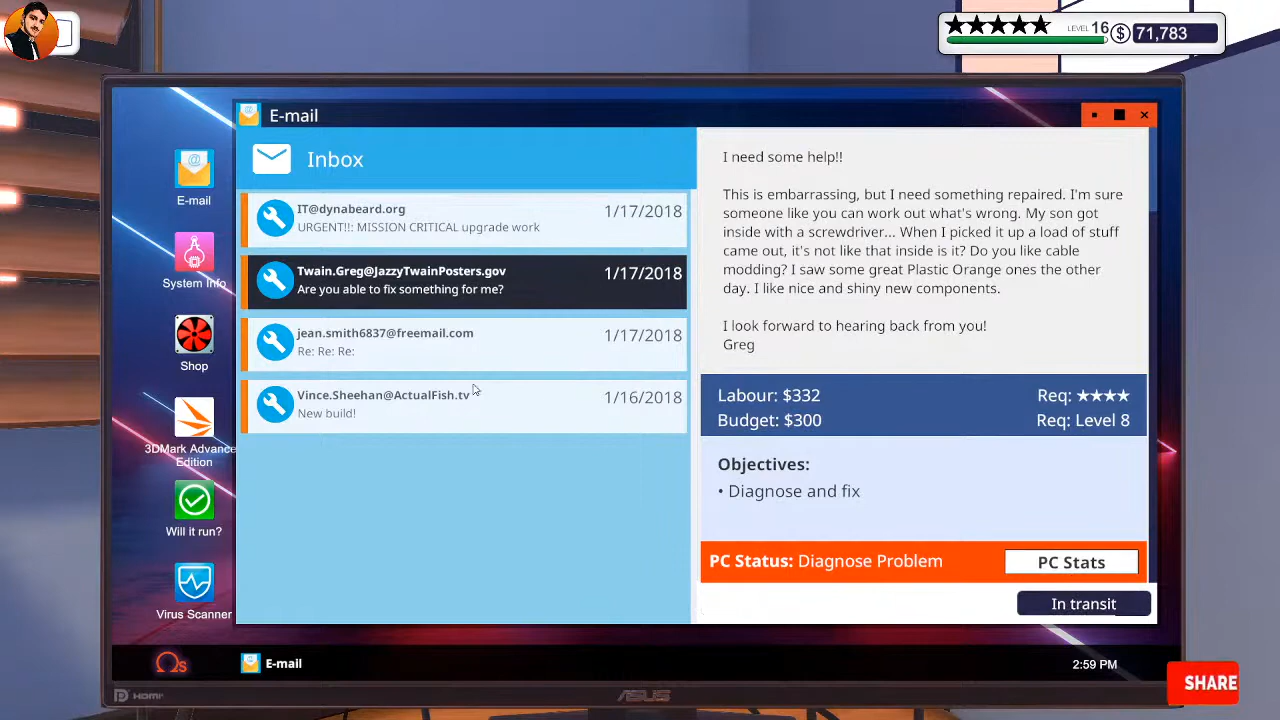 LEVEL 16
$ 71,783
E-mail
Inbox
IT@dynabeard.org
1/17/2018
URGENT!!: MISSION CRITICAL upgrade work
Twain.Greg@JazzyTwainPosters.gov
1/17/2018
Are you able to fix something for me?
jean.smith6837@freemail.com
1/17/2018
Re: Re: Re:
Vince.Sheehan@ActualFish.tv
1/16/2018
New build!
I need some help!!
This is embarrassing, but I need something repaired. I'm sure
someone like you can work out what's wrong. My son got
inside with a screwdriver... When I picked it up a load of stuff
came out, it's not like that inside is it? Do you like cable
modding? I saw some great Plastic Orange ones the other
day. I like nice and shiny new components.
I look forward to hearing back from you!
Greg
Labour: $332
Req: ★★★★
Budget: $300
Req: Level 8
Objectives:
• Diagnose and fix
PC Status: Diagnose Problem
PC Stats
In transit
E-mail
System Info
Shop
3DMark Advance
Edition
Will it run?
Virus Scanner
Ωs
E-mail
2:59 PM
HDMI
ASUS
SHARE